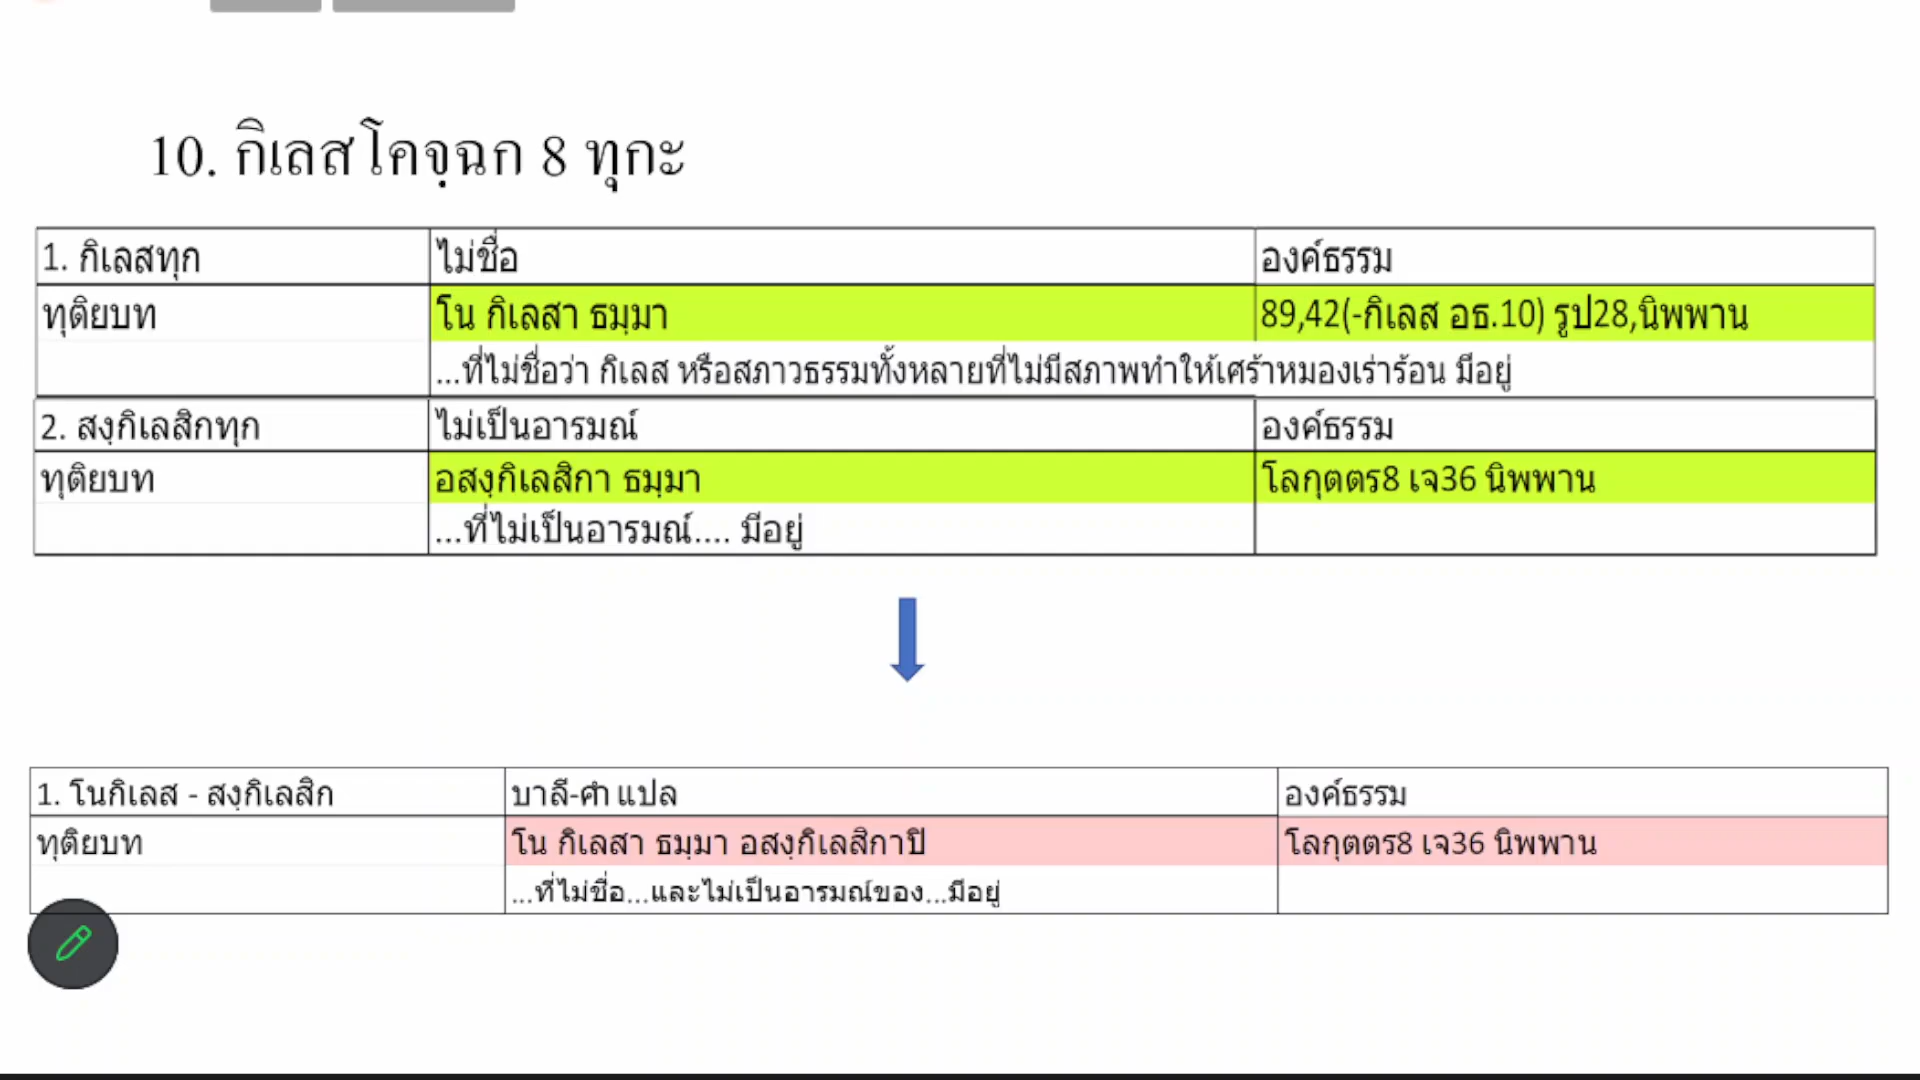 10. กิเลสโคจฺฉก 8 ทุกะ
1. กิเลสทุก ไม่ชื่อ องค์ธรรม
ทุติยบท โน กิเลสา ธมฺมา 89,42(-กิเลส อธ.10) รูป28,นิพพาน
...ที่ไม่ชื่อว่า กิเลส หรือสภาวธรรมทั้งหลายที่ไม่มีสภาพทำให้เศร้าหมองเร่าร้อน มีอยู่
2. สงฺกิเลสิกทุก ไม่เป็นอารมณ์ องค์ธรรม
ทุติยบท อสงฺกิเลสิกา ธมฺมา โลกุตตร8 เจ36 นิพพาน
...ที่ไม่เป็นอารมณ์.... มีอยู่
1. โนกิเลส - สงฺกิเลสิก บาลี-คำแปล องค์ธรรม
ทุติยบท โน กิเลสา ธมฺมา อสงฺกิเลสิกาปิ โลกุตตร8 เจ36 นิพพาน
...ที่ไม่ชื่อ...และไม่เป็นอารมณ์ของ...มีอยู่